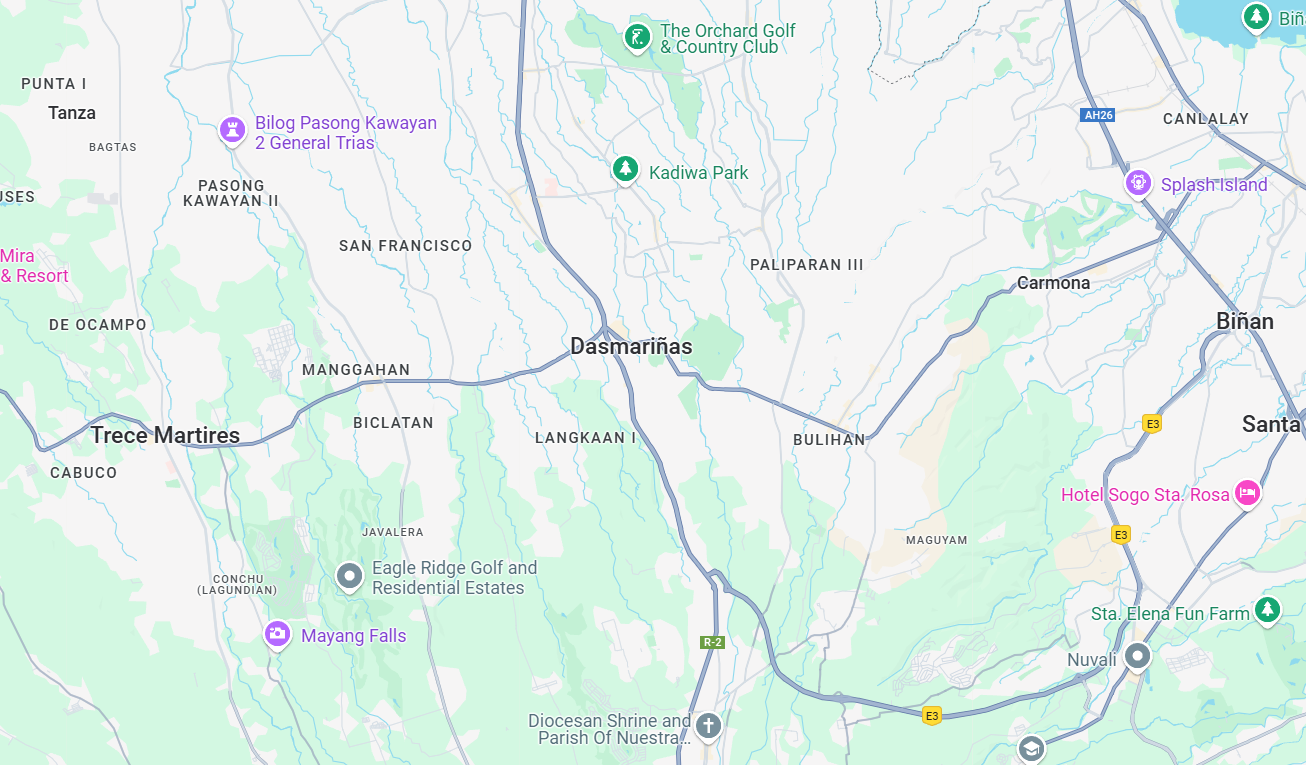 The Orchard Golf
& Country Club
Biñ
PUNTA I
Tanza
AH26
CANLALAY
Bilog Pasong Kawayan
2 General Trias
BAGTAS
Kadiwa Park
PASONG
KAWAYAN II
Splash Island
USES
SAN FRANCISCO
Mira
& Resort
PALIPARAN III
Carmona
DE OCAMPO
Biñan
Dasmariñas
MANGGAHAN
BICLATAN
E3
Santa
Trece Martires
LANGKAAN I
BULIHAN
CABUCO
Hotel Sogo Sta. Rosa
JAVALERA
E3
MAGUYAM
Eagle Ridge Golf and
Residential Estates
CONCHU
(LAGUNDIAN)
Sta. Elena Fun Farm
Mayang Falls
R-2
Nuvali
E3
Diocesan Shrine and
Parish Of Nuestra...